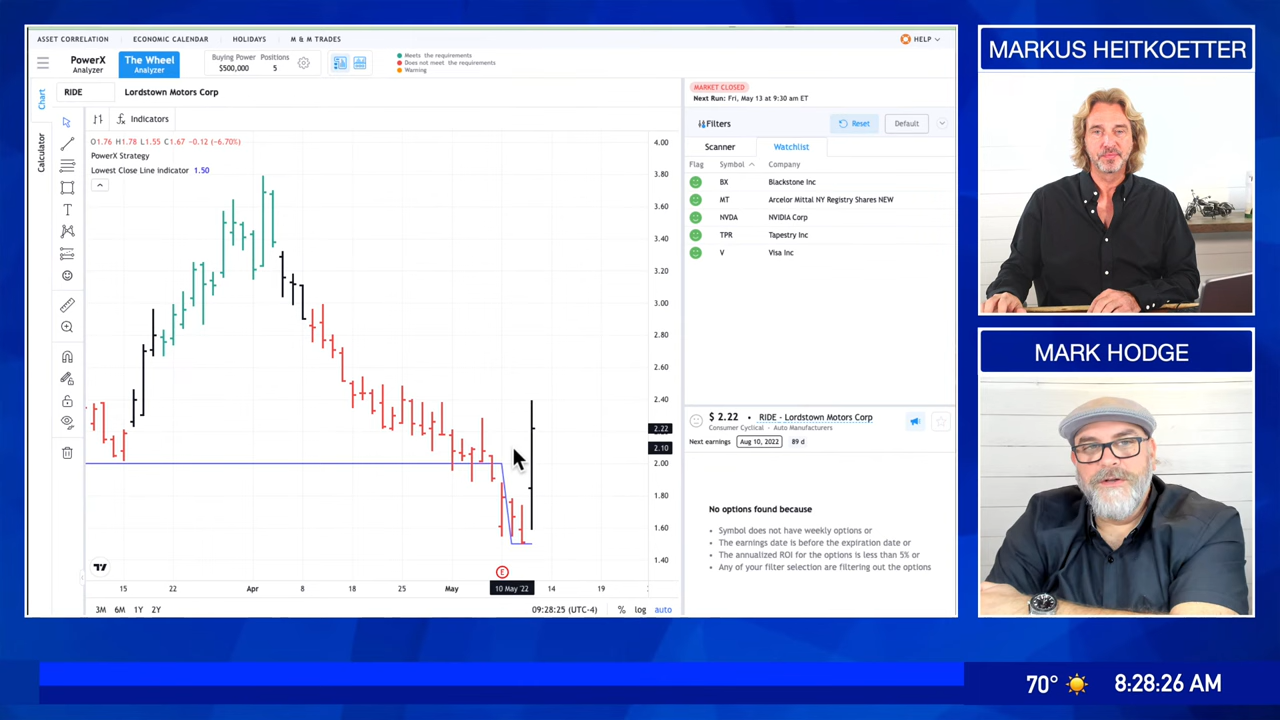 ASSET CORRELATION ECONOMIC CALENDAR HOLIDAYS M & M TRADES HELP
PowerX
Analyzer
The Wheel
Analyzer
Buying Power Positions
$500,000 5
Meets the requirements
Does not meet the requirements
Warning
Chart
Calculator
RIDE Lordstown Motors Corp
Indicators
O1.76 H1.78 L1.55 C1.67 -0.12 (-6.70%)
PowerX Strategy
Lowest Close Line indicator 1.50
4.00
3.80
3.60
3.40
3.20
3.00
2.80
2.60
2.40
2.22
2.10
2.00
1.80
1.60
1.40
E
15 22 Apr 8 18 25 May 10 May '22 14 19
3M 6M 1Y 2Y 09:28:25 (UTC-4) % log auto
MARKET CLOSED
Next Run: Fri, May 13 at 9:30 am ET
Filters Reset Default
Scanner Watchlist
Flag Symbol Company
BX Blackstone Inc
MT Arcelor Mittal NY Registry Shares NEW
NVDA NVIDIA Corp
TPR Tapestry Inc
V Visa Inc
$ 2.22 • RIDE - Lordstown Motors Corp
Consumer Cyclical · Auto Manufacturers
Next earnings Aug 10, 2022 89 d
No options found because
• Symbol does not have weekly options or
• The earnings date is before the expiration date or
• The annualized ROI for the options is less than 5% or
• Any of your filter selection are filtering out the options
MARKUS HEITKOETTER
MARK HODGE
70° 8:28:26 AM